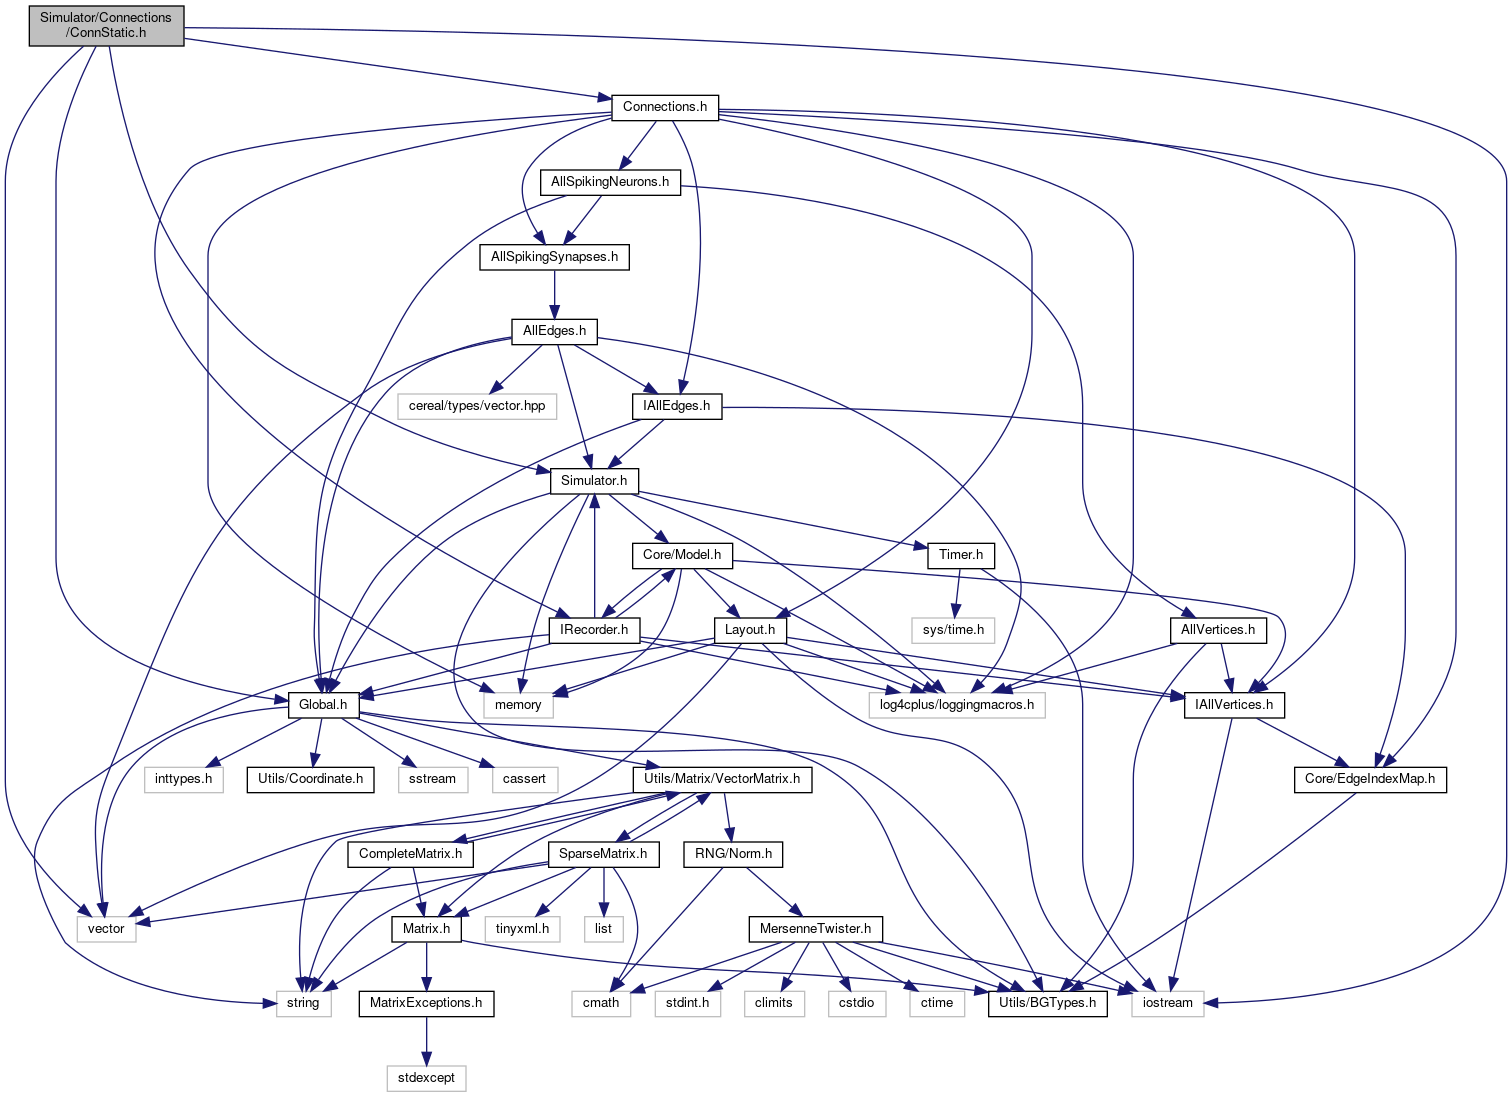 Simulator/Connections
/ConnStatic.h
Connections.h
AllSpikingNeurons.h
AllSpikingSynapses.h
AllEdges.h
cereal/types/vector.hpp
IAllEdges.h
Simulator.h
Core/Model.h
Timer.h
IRecorder.h
Layout.h
sys/time.h
AllVertices.h
Global.h
memory
log4cplus/loggingmacros.h
IAllVertices.h
inttypes.h
Utils/Coordinate.h
sstream
cassert
Utils/Matrix/VectorMatrix.h
Core/EdgeIndexMap.h
CompleteMatrix.h
SparseMatrix.h
RNG/Norm.h
vector
Matrix.h
tinyxml.h
list
MersenneTwister.h
string
MatrixExceptions.h
cmath
stdint.h
climits
cstdio
ctime
Utils/BGTypes.h
iostream
stdexcept